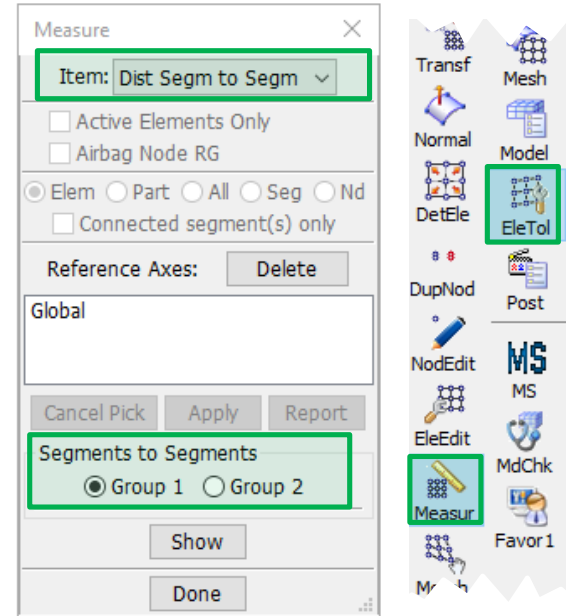 Measure
Item: Dist Segm to Segm
Active Elements Only
Airbag Node RG
Elem Part All Seg Nd
Connected segment(s) only
Reference Axes: Delete
Global
Cancel Pick Apply Report
Segments to Segments
Group 1 Group 2
Show
Done
Transf
Normal
DetEle
DupNod
NodEdit
EleEdit
Measur
Mesh
Model
EleTol
Post
MS
MS
MdChk
Favor1